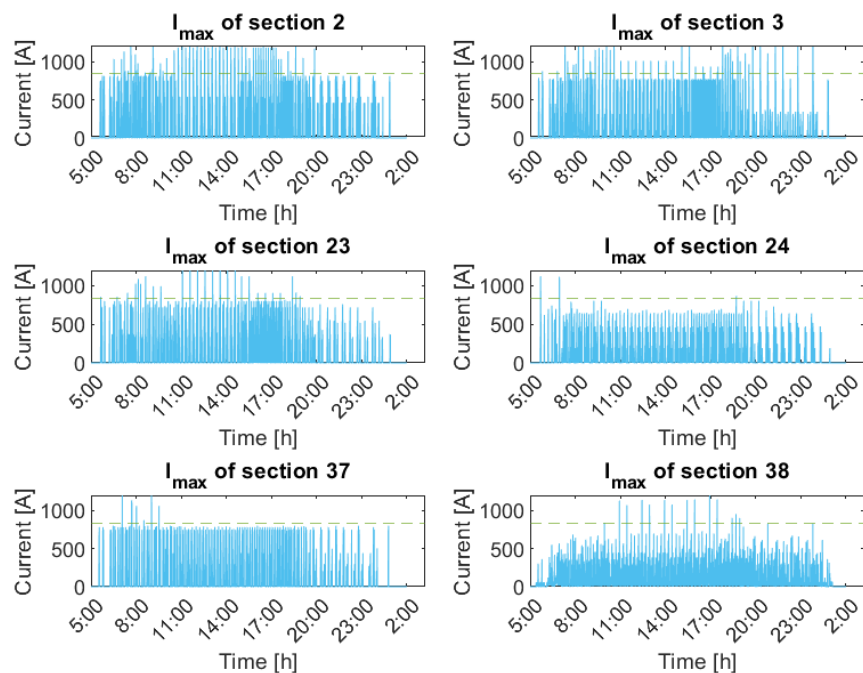 I_max of section 2
Current [A]
1000
500
0
5:00 8:00 11:00 14:00 17:00 20:00 23:00 2:00
Time [h]
I_max of section 3
Current [A]
1000
500
0
5:00 8:00 11:00 14:00 17:00 20:00 23:00 2:00
Time [h]
I_max of section 23
Current [A]
1000
500
0
5:00 8:00 11:00 14:00 17:00 20:00 23:00 2:00
Time [h]
I_max of section 24
Current [A]
1000
500
0
5:00 8:00 11:00 14:00 17:00 20:00 23:00 2:00
Time [h]
I_max of section 37
Current [A]
1000
500
0
5:00 8:00 11:00 14:00 17:00 20:00 23:00 2:00
Time [h]
I_max of section 38
Current [A]
1000
500
0
5:00 8:00 11:00 14:00 17:00 20:00 23:00 2:00
Time [h]